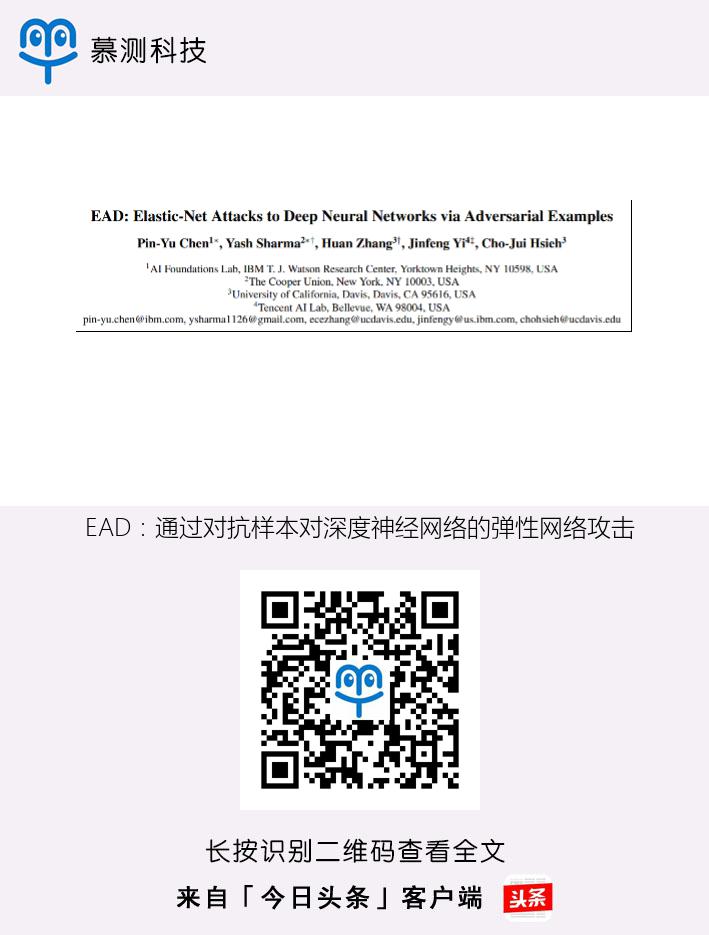 慕测科技
EAD: Elastic-Net Attacks to Deep Neural Networks via Adversarial Examples
Pin-Yu Chen¹*, Yash Sharma²*†, Huan Zhang³†, Jinfeng Yi⁴‡, Cho-Jui Hsieh³
¹AI Foundations Lab, IBM T. J. Watson Research Center, Yorktown Heights, NY 10598, USA
²The Cooper Union, New York, NY 10003, USA
³University of California, Davis, Davis, CA 95616, USA
⁴Tencent AI Lab, Bellevue, WA 98004, USA
pin-yu.chen@ibm.com, ysharma1126@gmail.com, ecezhang@ucdavis.edu, jinfengy@us.ibm.com, chohsieh@ucdavis.edu
EAD：通过对抗样本对深度神经网络的弹性网络攻击
长按识别二维码查看全文
来自「今日头条」客户端 头条